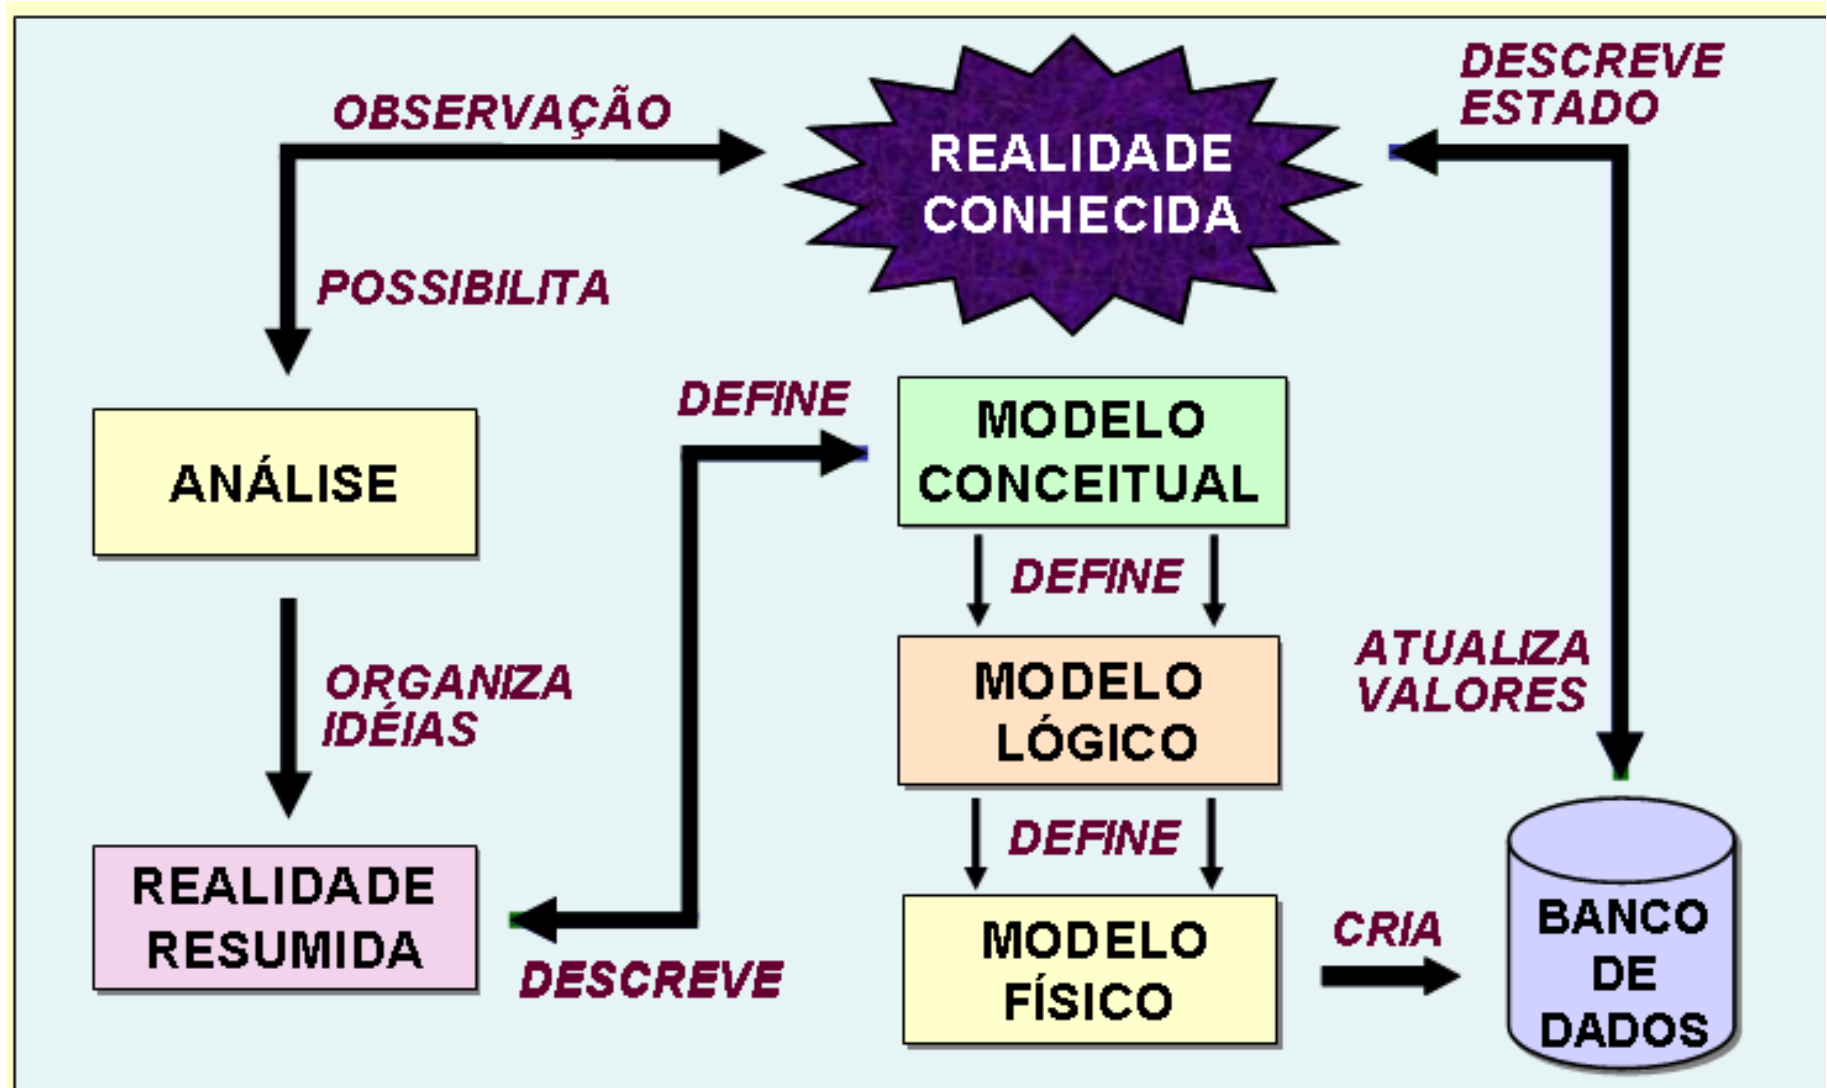 OBSERVAÇÃO
REALIDADE
CONHECIDA
DESCREVE
ESTADO
POSSIBILITA
ANÁLISE
DEFINE
MODELO
CONCEITUAL
DEFINE
ORGANIZA
IDÉIAS
MODELO
LÓGICO
ATUALIZA
VALORES
DEFINE
REALIDADE
RESUMIDA
DESCREVE
MODELO
FÍSICO
CRIA
BANCO
DE
DADOS